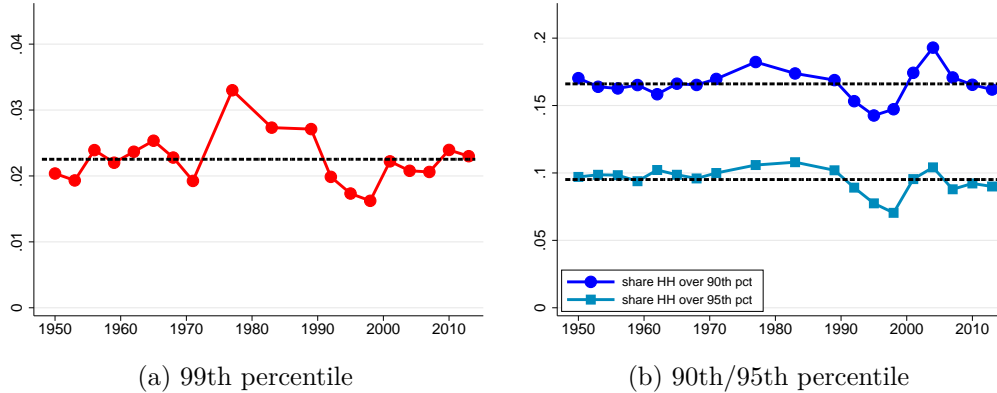 .04
.03
.02
.01
0
1950 1960 1970 1980 1990 2000 2010
(a) 99th percentile
.2
.15
.1
.05
0
share HH over 90th pct
share HH over 95th pct
1950 1960 1970 1980 1990 2000 2010
(b) 90th/95th percentile